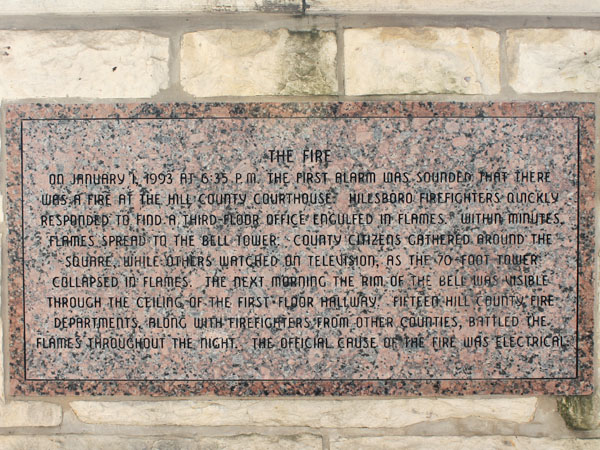 THE FIRE
ON JANUARY 1, 1993 AT 6:35 P.M. THE FIRST ALARM WAS SOUNDED THAT THERE
WAS A FIRE AT THE HILL COUNTY COURTHOUSE. HILLSBORO FIREFIGHTERS QUICKLY
RESPONDED TO FIND A THIRD-FLOOR OFFICE ENGULFED IN FLAMES. WITHIN MINUTES,
FLAMES SPREAD TO THE BELL TOWER. COUNTY CITIZENS GATHERED AROUND THE
SQUARE, WHILE OTHERS WATCHED ON TELEVISION, AS THE 70-FOOT TOWER
COLLAPSED IN FLAMES. THE NEXT MORNING THE RIM OF THE BELL WAS VISIBLE
THROUGH THE CEILING OF THE FIRST-FLOOR HALLWAY. FIFTEEN HILL COUNTY FIRE
DEPARTMENTS, ALONG WITH FIREFIGHTERS FROM OTHER COUNTIES, BATTLED THE
FLAMES THROUGHOUT THE NIGHT. THE OFFICIAL CAUSE OF THE FIRE WAS ELECTRICAL.